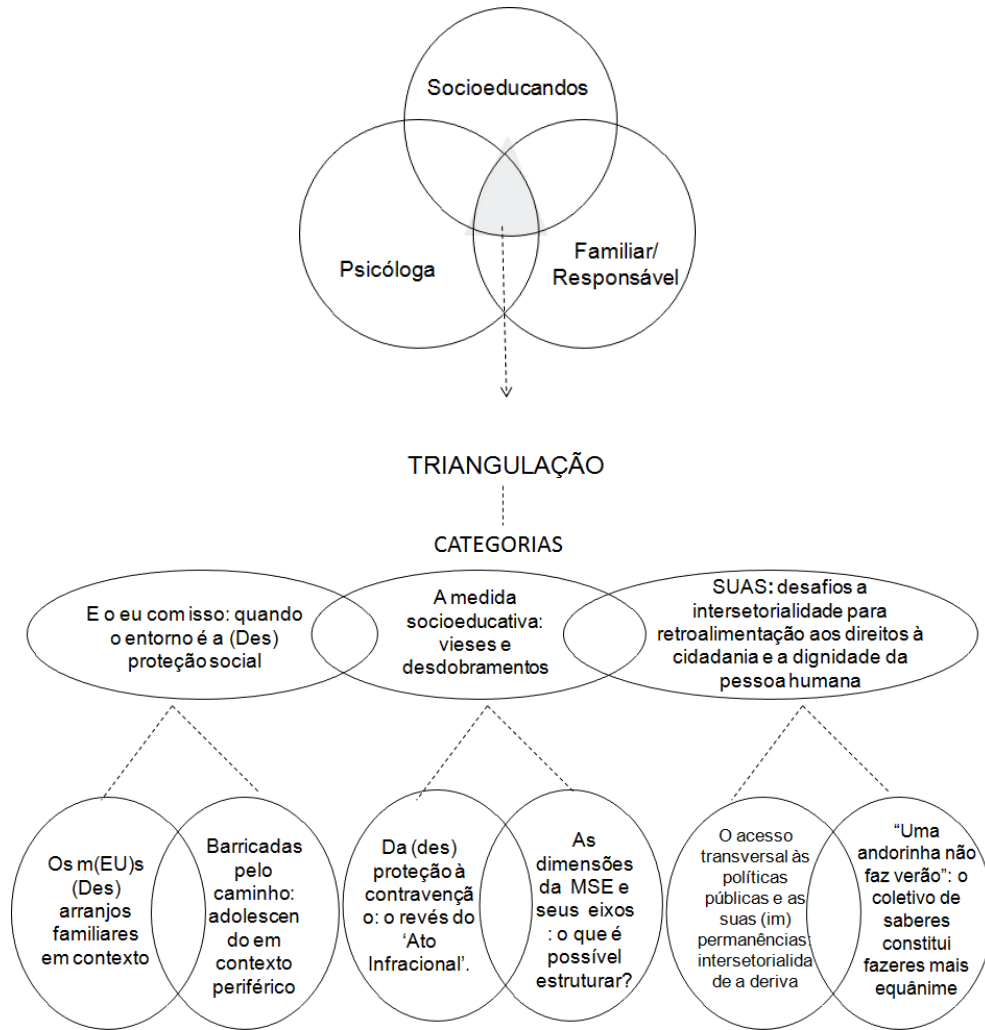 Socioeducandos
Psicóloga
Familiar/
Responsável
TRIANGULAÇÃO
CATEGORIAS
E o eu com isso: quando
o entorno é a (Des)
proteção social
A medida
socioeducativa:
vieses e
desdobramentos
SUAS: desafios a
intersetorialidade para
retroalimentação aos direitos à
cidadania e a dignidade da
pessoa humana
Os m(EU)s
(Des)
arranjos
familiares
em contexto
Barricadas
pelo
caminho:
adolescen
do em
contexto
periférico
Da (des)
proteção à
contravençã
o: o revés do
‘Ato
Infracional’.
As
dimensões
da MSE e
seus eixos
: o que é
possível
estruturar?
O acesso
transversal às
políticas
públicas e as
suas (im)
permanências:
intersetorialida
de a deriva
“Uma
andorinha não
faz verão”: o
coletivo de
saberes
constitui
fazeres mais
equânime